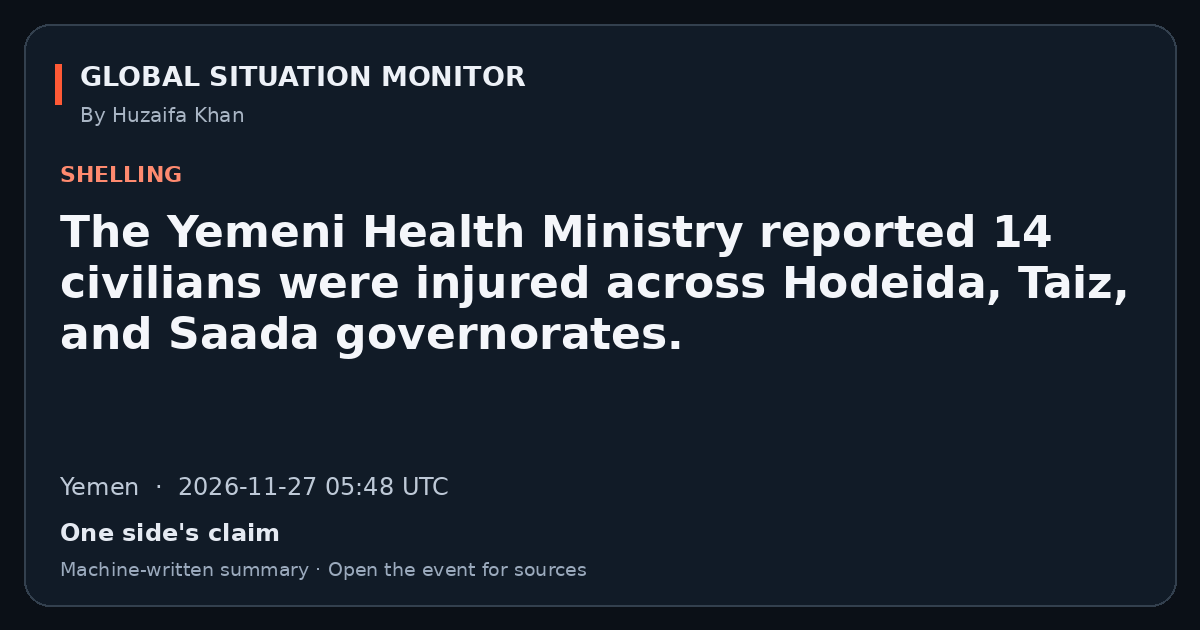 GLOBAL SITUATION MONITOR
By Huzaifa Khan
SHELLING
The Yemeni Health Ministry reported 14
civilians were injured across Hodeida, Taiz,
and Saada governorates.
Yemen · 2026-11-27 05:48 UTC
One side's claim
Machine-written summary · Open the event for sources